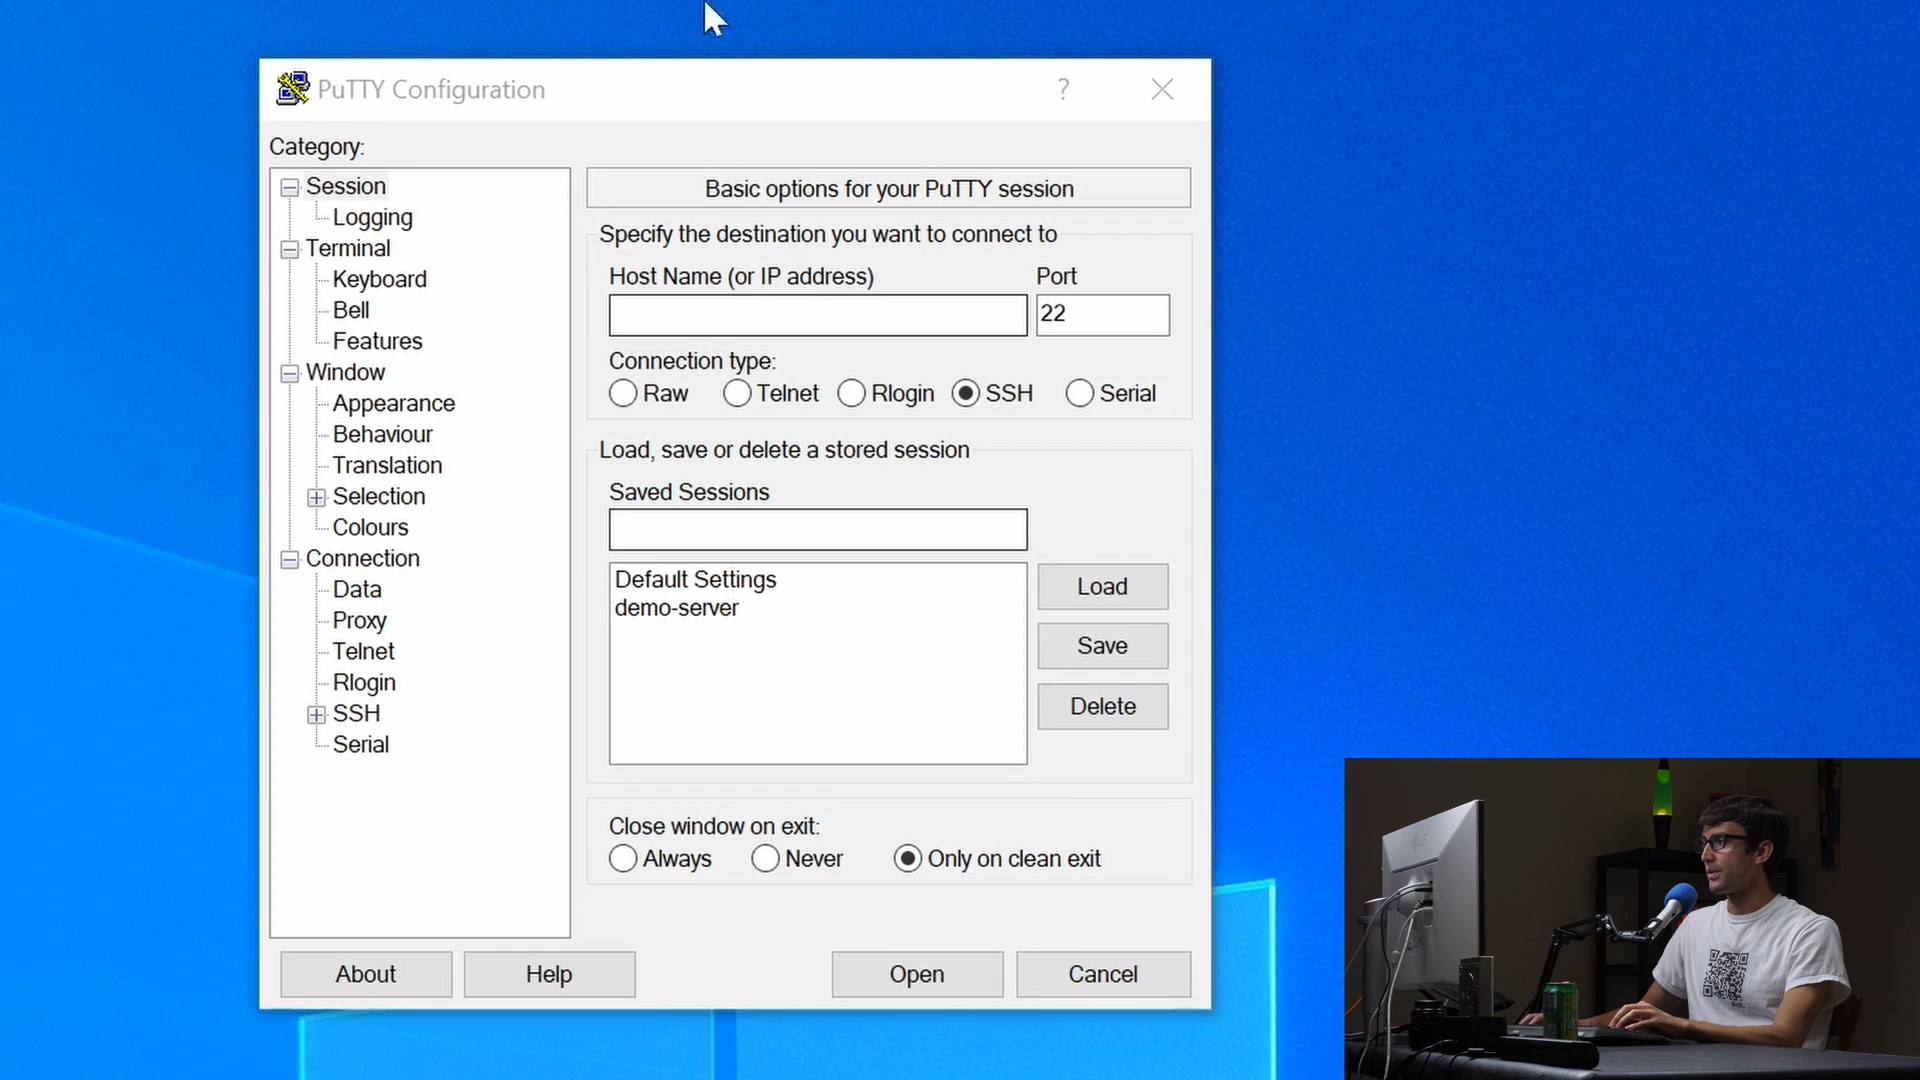 PuTTY Configuration
?
Category:
Session
Logging
Terminal
Keyboard
Bell
Features
Window
Appearance
Behaviour
Translation
Selection
Colours
Connection
Data
Proxy
Telnet
Rlogin
SSH
Serial
Basic options for your PuTTY session
Specify the destination you want to connect to
Host Name (or IP address) Port
22
Connection type:
Raw Telnet Rlogin SSH Serial
Load, save or delete a stored session
Saved Sessions
Default Settings
demo-server
Load
Save
Delete
Close window on exit:
Always Never Only on clean exit
About Help Open Cancel
LG